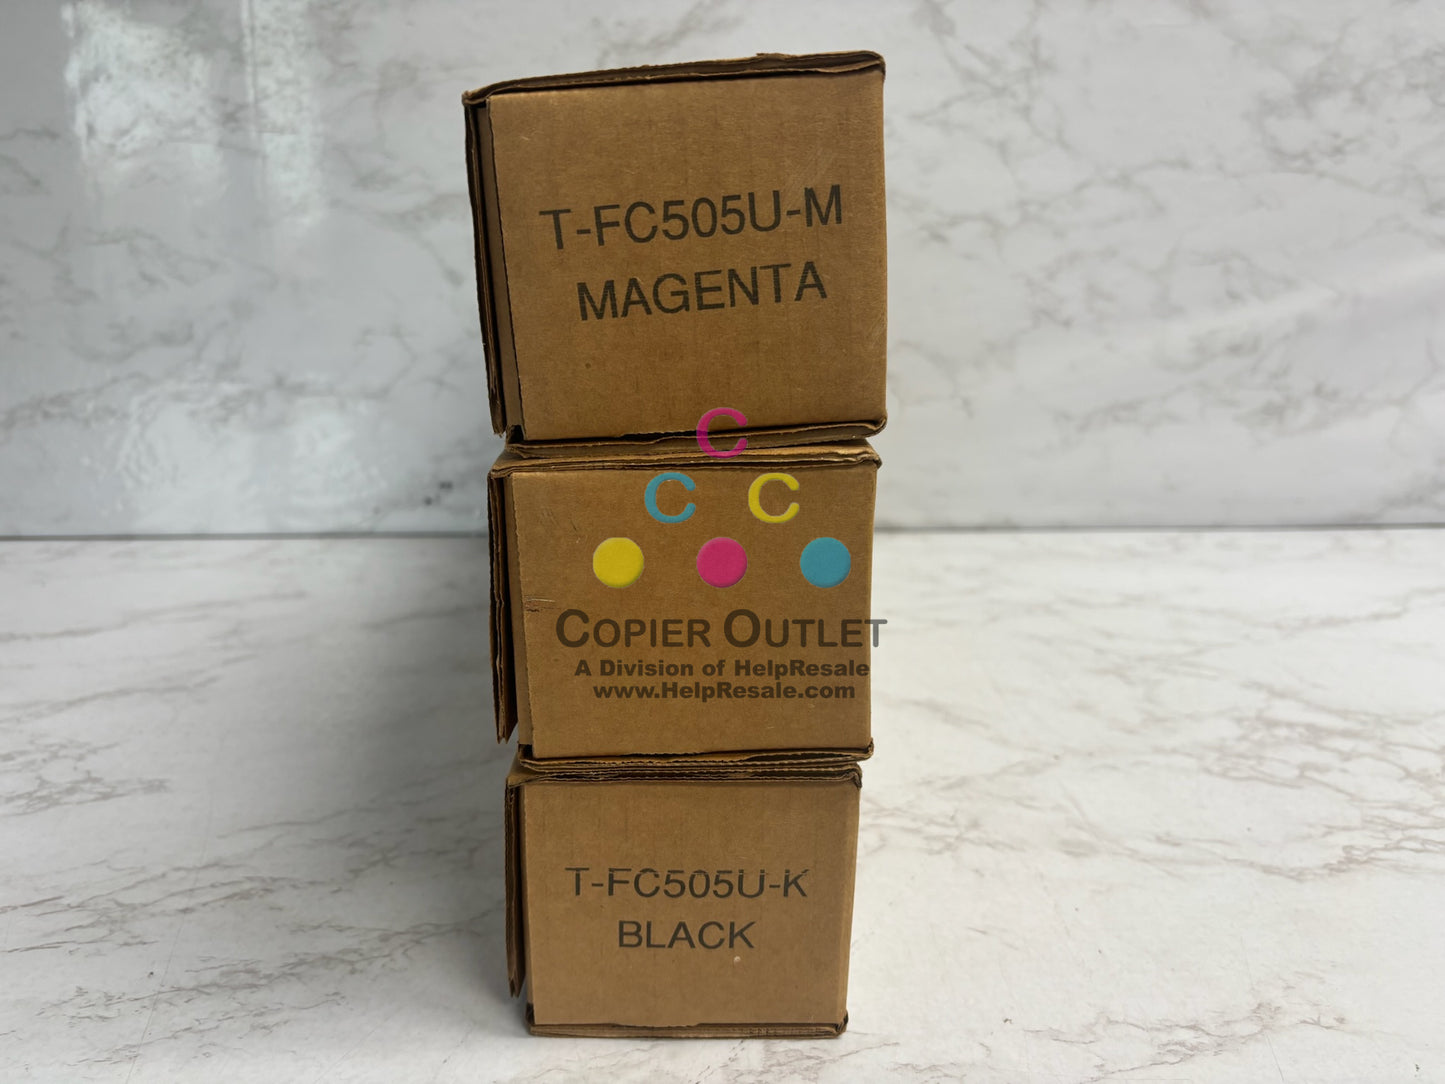 T-FC505U-M
MAGENTA
C
C C
COPIER OUTLET
A Division of HelpResale
www.HelpResale.com
T-FC505U-K
BLACK